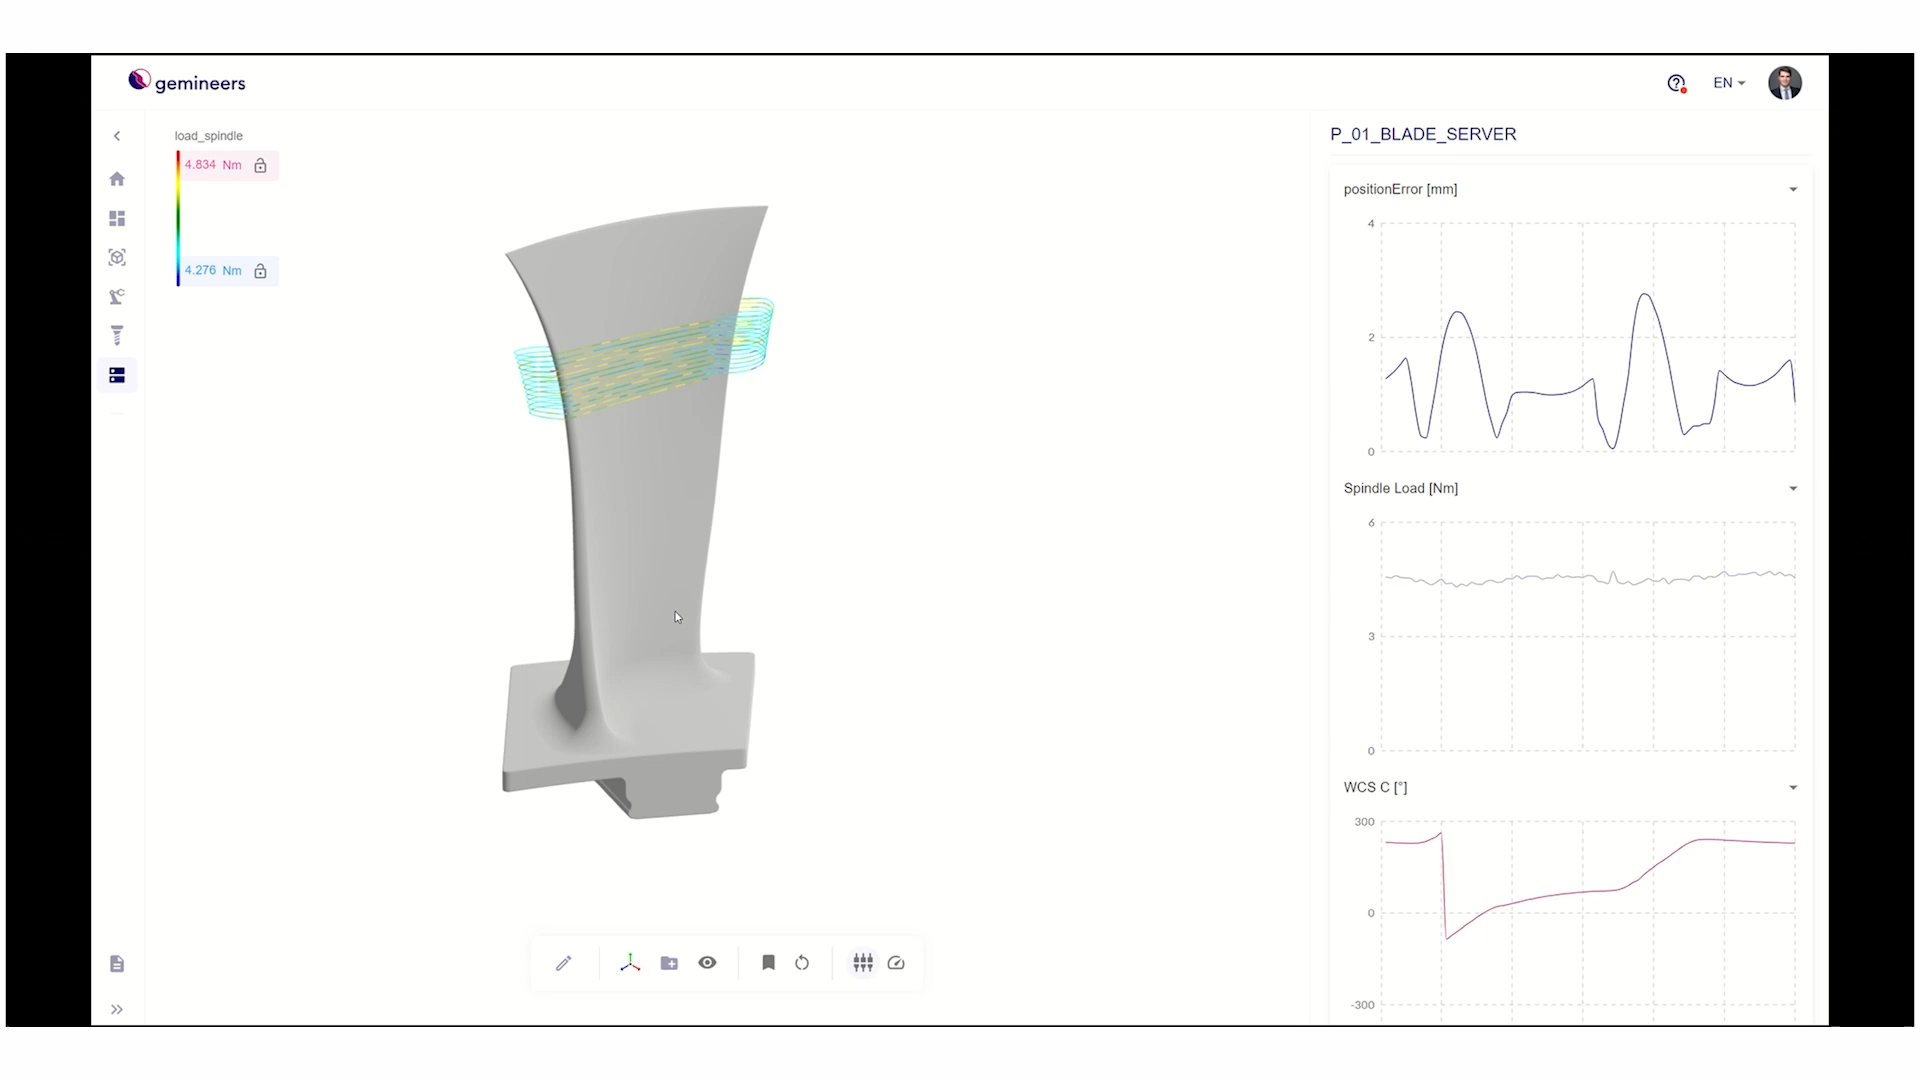 gemineers
EN
load_spindle
4.834 Nm
4.276 Nm
P_01_BLADE_SERVER
positionError [mm]
4
2
0
Spindle Load [Nm]
6
3
0
WCS C [°]
300
0
-300